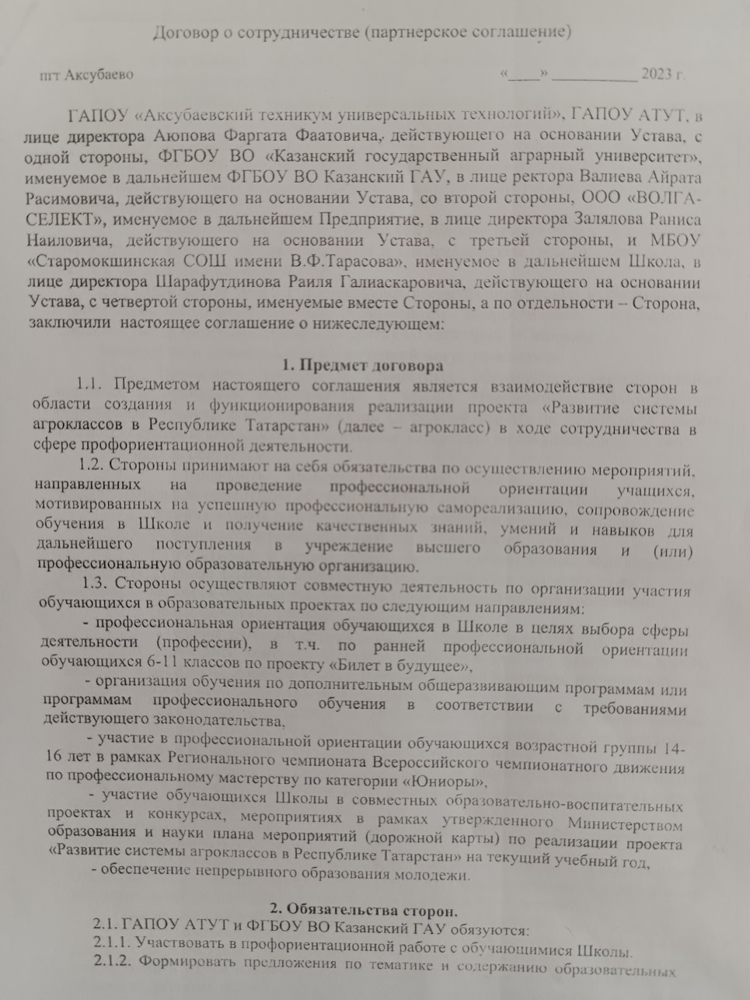 Договор о сотрудничестве (партнерское соглашение)
пгт Аксубаево «____» ___________ 2023 г.
ГАПОУ «Аксубаевский техникум универсальных технологий», ГАПОУ АТУТ, в
лице директора Аюпова Фаргата Фаатовича, действующего на основании Устава, с
одной стороны, ФГБОУ ВО «Казанский государственный аграрный университет»,
именуемое в дальнейшем ФГБОУ ВО Казанский ГАУ, в лице ректора Валиева Айрата
Расимовича, действующего на основании Устава, со второй стороны, ООО «ВОЛГА-
СЕЛЕКТ», именуемое в дальнейшем Предприятие, в лице директора Залялова Раниса
Наиловича, действующего на основании Устава, с третьей стороны, и МБОУ
«Старомокшинская СОШ имени В.Ф.Тарасова», именуемое в дальнейшем Школа, в
лице директора Шарафутдинова Раиля Галиаскаровича, действующего на основании
Устава, с четвертой стороны, именуемые вместе Стороны, а по отдельности – Сторона,
заключили настоящее соглашение о нижеследующем:
1. Предмет договора
1.1. Предметом настоящего соглашения является взаимодействие сторон в
области создания и функционирования реализации проекта «Развитие системы
агроклассов в Республике Татарстан» (далее – агрокласс) в ходе сотрудничества в
сфере профориентационной деятельности.
1.2. Стороны принимают на себя обязательства по осуществлению мероприятий,
направленных на проведение профессиональной ориентации учащихся,
мотивированных на успешную профессиональную самореализацию, сопровождение
обучения в Школе и получение качественных знаний, умений и навыков для
дальнейшего поступления в учреждение высшего образования и (или)
профессиональную образовательную организацию.
1.3. Стороны осуществляют совместную деятельность по организации участия
обучающихся в образовательных проектах по следующим направлениям:
- профессиональная ориентация обучающихся в Школе в целях выбора сферы
деятельности (профессии), в т.ч. по ранней профессиональной ориентации
обучающихся 6-11 классов по проекту «Билет в будущее»,
- организация обучения по дополнительным общеразвивающим программам или
программам профессионального обучения в соответствии с требованиями
действующего законодательства,
- участие в профессиональной ориентации обучающихся возрастной группы 14-
16 лет в рамках Регионального чемпионата Всероссийского чемпионатного движения
по профессиональному мастерству по категории «Юниоры»,
- участие обучающихся Школы в совместных образовательно-воспитательных
проектах и конкурсах, мероприятиях в рамках утвержденного Министерством
образования и науки плана мероприятий (дорожной карты) по реализации проекта
«Развитие системы агроклассов в Республике Татарстан» на текущий учебный год,
- обеспечение непрерывного образования молодежи.
2. Обязательства сторон.
2.1. ГАПОУ АТУТ и ФГБОУ ВО Казанский ГАУ обязуются:
2.1.1. Участвовать в профориентационной работе с обучающимися Школы.
2.1.2. Формировать предложения по тематике и содержанию образовательных